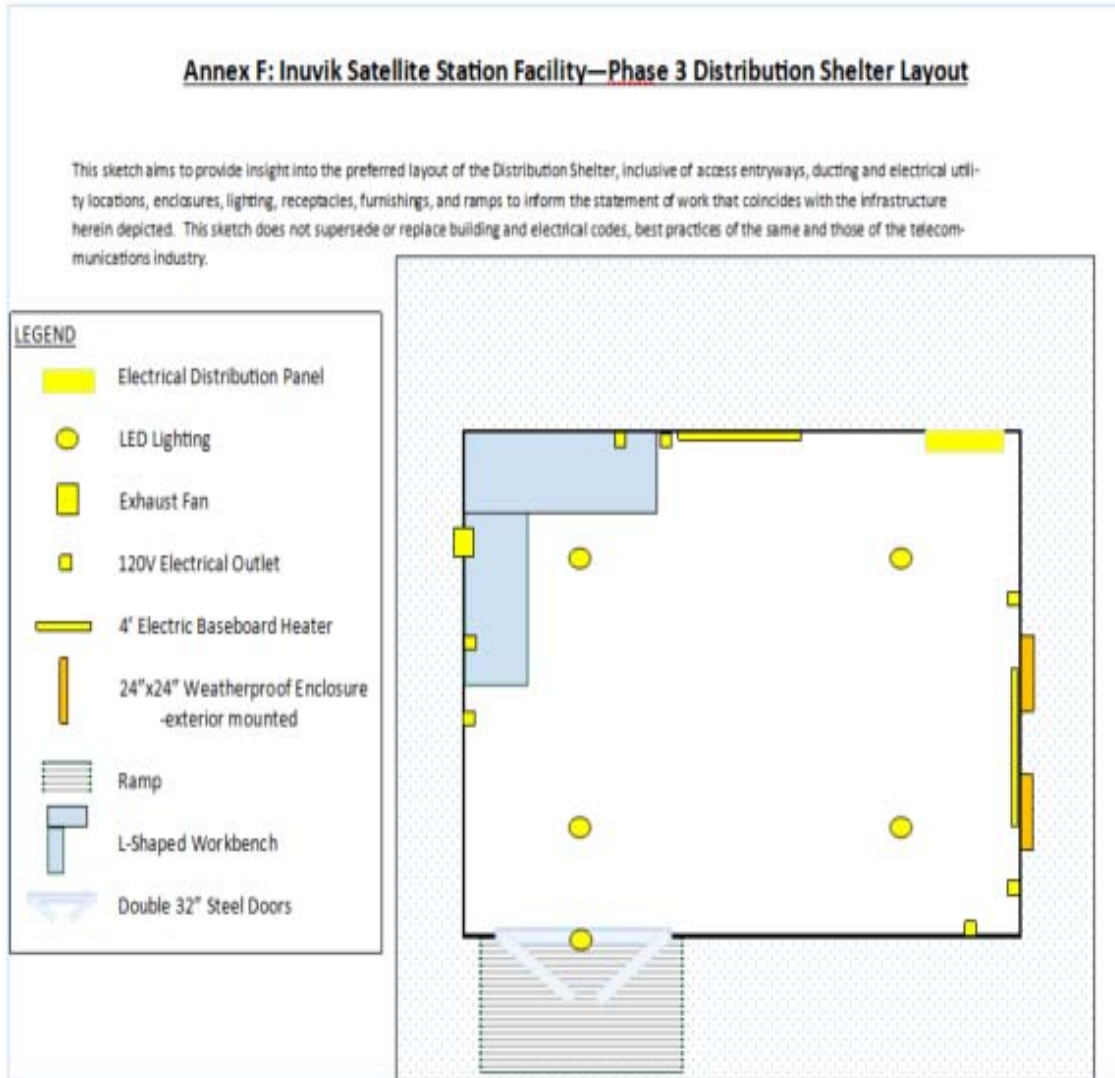 Annex F: Inuvik Satellite Station Facility—Phase 3 Distribution Shelter Layout
This sketch aims to provide insight into the preferred layout of the Distribution Shelter, inclusive of access entryways, ducting and electrical utili-
ty locations, enclosures, lighting, receptacles, furnishings, and ramps to inform the statement of work that coincides with the infrastructure
herein depicted. This sketch does not supersede or replace building and electrical codes, best practices of the same and those of the telecom-
munications industry.
LEGEND
Electrical Distribution Panel
LED Lighting
Exhaust Fan
120V Electrical Outlet
4' Electric Baseboard Heater
24"x24" Weatherproof Enclosure
-exterior mounted
Ramp
L-Shaped Workbench
Double 32" Steel Doors